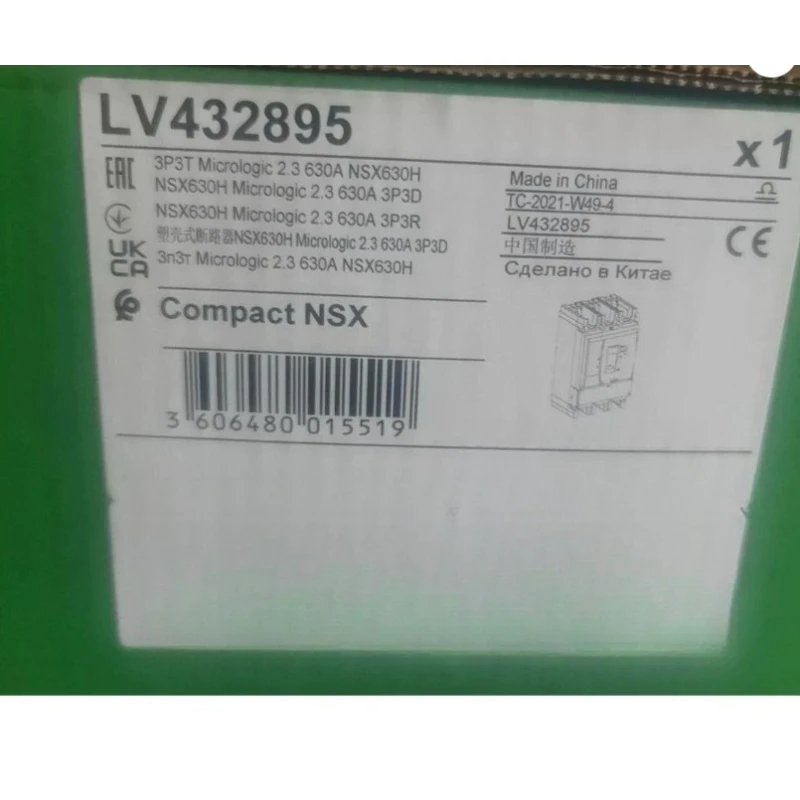 LV432895
x1
EAC
3P3T Micrologic 2.3 630A NSX630H
NSX630H Micrologic 2.3 630A 3P3D
NSX630H Micrologic 2.3 630A 3P3R
塑壳式断路器NSX630H Micrologic 2.3 630A 3P3D
3п3т Micrologic 2.3 630A NSX630H
UK
CA
Made in China
TC-2021-W49-4
LV432895
中国制造
Сделано в Китае
CE
Compact NSX
3 606480 015519